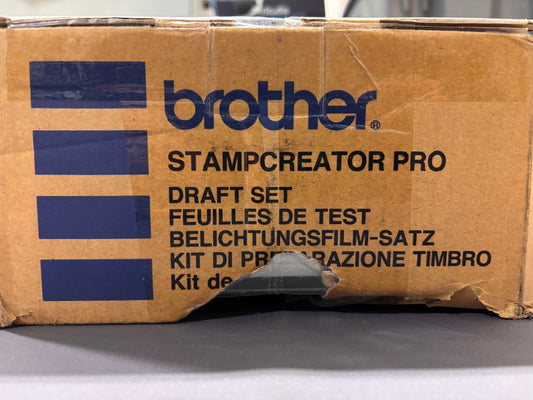 brother®
STAMPCREATOR PRO
DRAFT SET
FEUILLES DE TEST
BELICHTUNGSFILM-SATZ
KIT DI PREPARAZIONE TIMBRO
Kit de